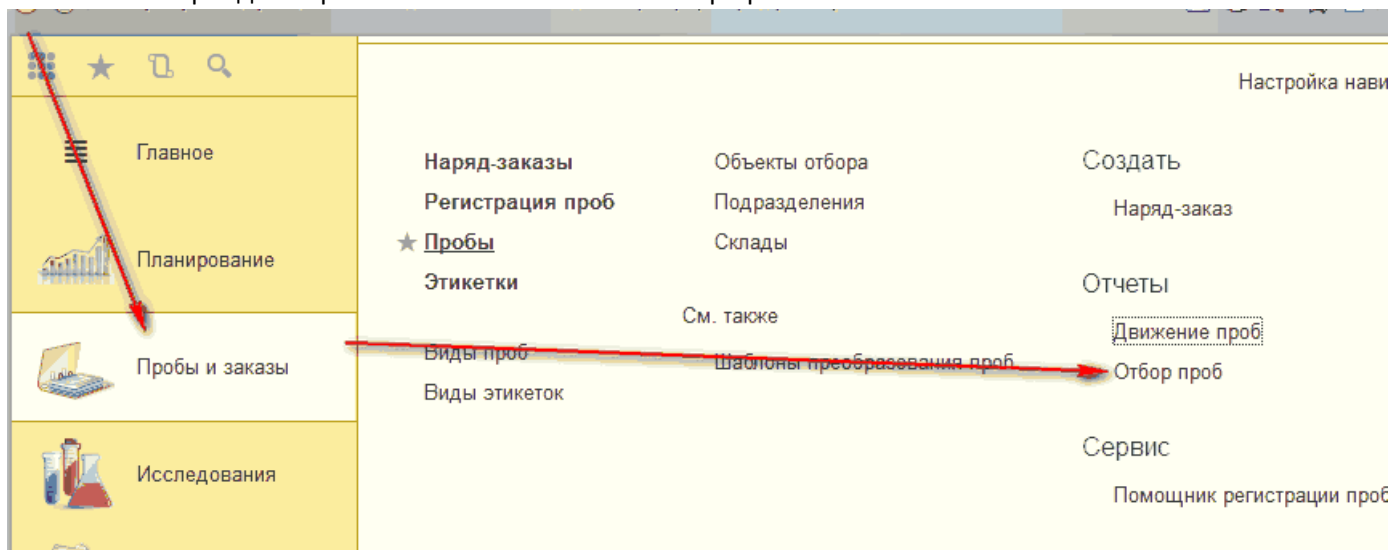 Настройка нави
Главное
Планирование
Пробы и заказы
Исследования
Наряд-заказы
Регистрация проб
Пробы
Этикетки
Объекты отбора
Подразделения
Склады
См. также
Виды проб
Виды этикеток
Шаблоны преобразования проб
Создать
Наряд-заказ
Отчеты
Движение проб
Отбор проб
Сервис
Помощник регистрации проб